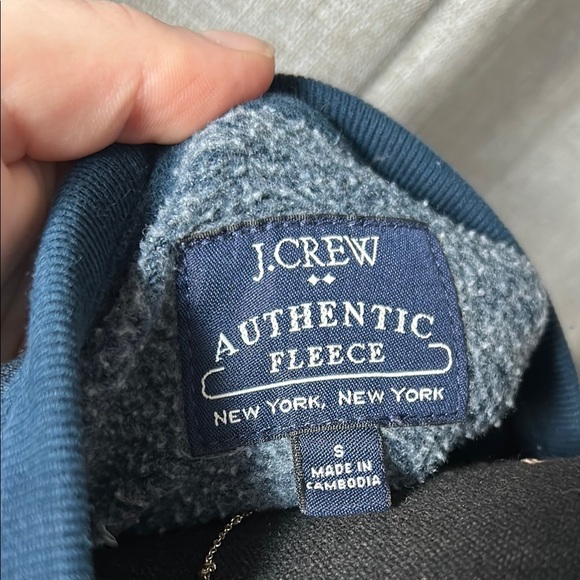 J.CREW
AUTHENTIC
FLEECE
NEW YORK, NEW YORK
S
MADE IN
CAMBODIA